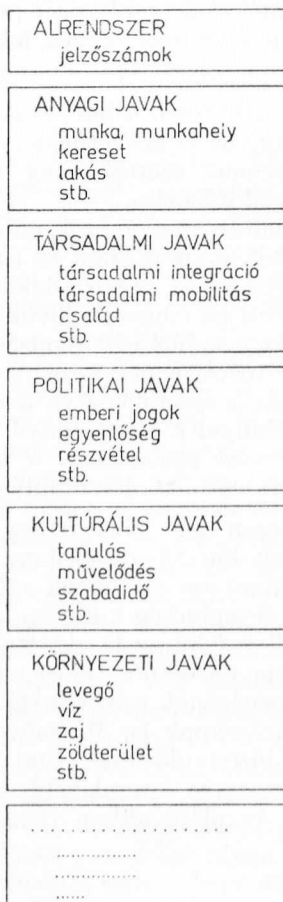 ALRENDSZER
jelzőszámok
ANYAGI JAVAK
munka, munkahely
kereset
lakás
stb.
TÁRSADALMI JAVAK
társadalmi integráció
társadalmi mobilitás
család
stb.
POLITIKAI JAVAK
emberi jogok
egyenlőség
részvétel
stb.
KULTÚRÁLIS JAVAK
tanulás
művelődés
szabadidő
stb.
KÖRNYEZETI JAVAK
levegő
víz
zaj
zöldterület
stb.
....................
...............
...............
......